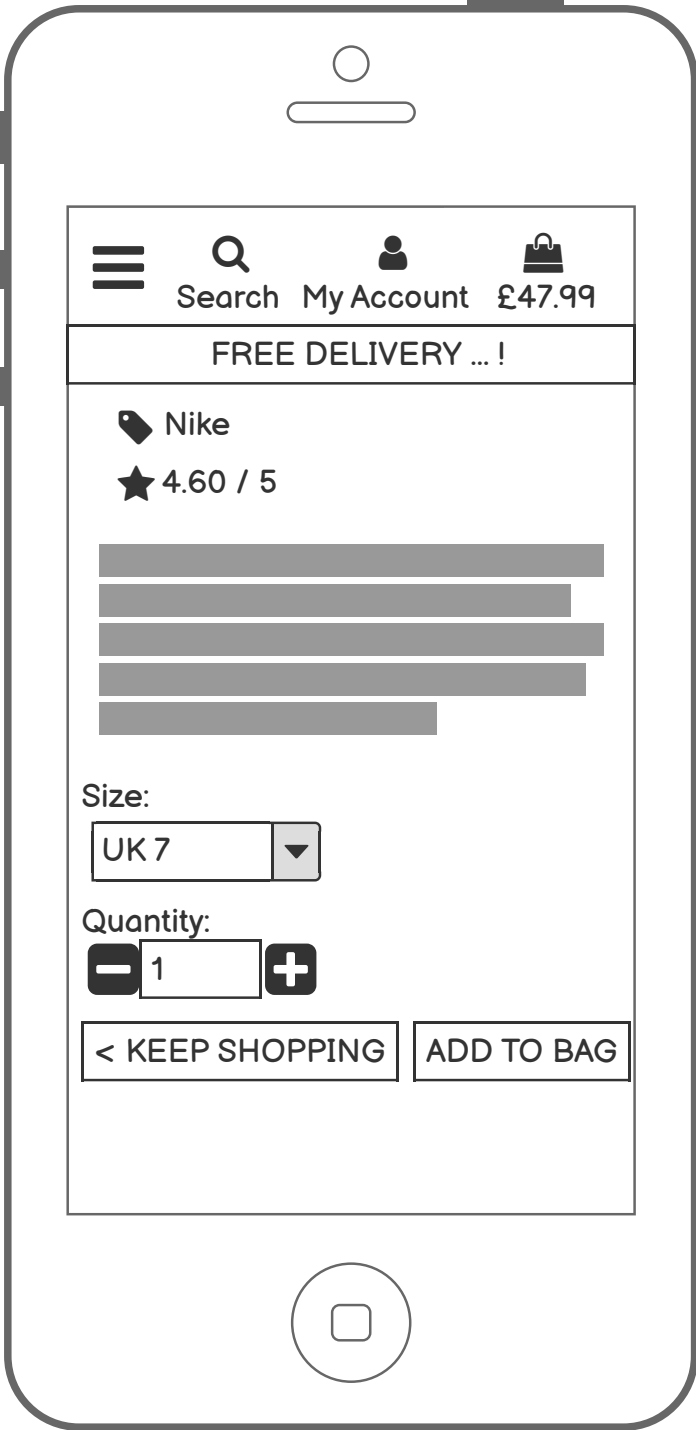 Search My Account £47.99
FREE DELIVERY ... !
Nike
4.60 / 5
Size:
UK 7
Quantity:
1
< KEEP SHOPPING ADD TO BAG